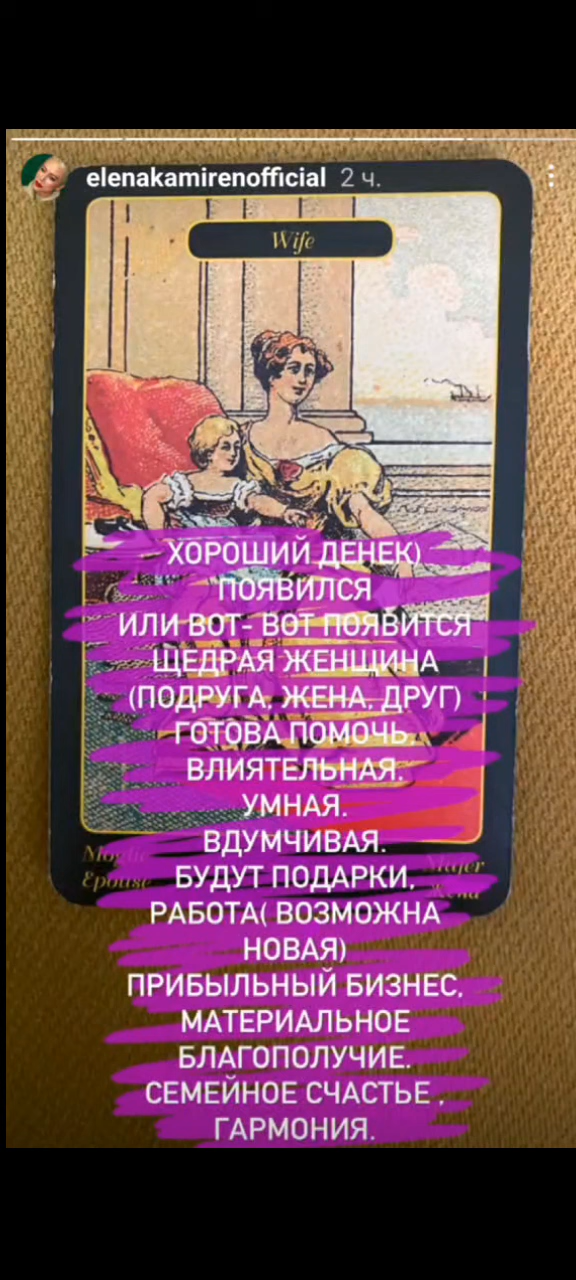 elenakamirenofficial 2 ч.
Wife
ХОРОШИЙ ДЕНЕК)
ПОЯВИЛСЯ
ИЛИ ВОТ- ВОТ ПОЯВИТСЯ
ЩЕДРАЯ ЖЕНЩИНА
(ПОДРУГА, ЖЕНА, ДРУГ)
ГОТОВА ПОМОЧЬ,
ВЛИЯТЕЛЬНАЯ.
УМНАЯ.
ВДУМЧИВАЯ.
БУДУТ ПОДАРКИ,
РАБОТА( ВОЗМОЖНА
НОВАЯ)
ПРИБЫЛЬНЫЙ БИЗНЕС,
МАТЕРИАЛЬНОЕ
БЛАГОПОЛУЧИЕ.
СЕМЕЙНОЕ СЧАСТЬЕ ,
ГАРМОНИЯ.
Epouse